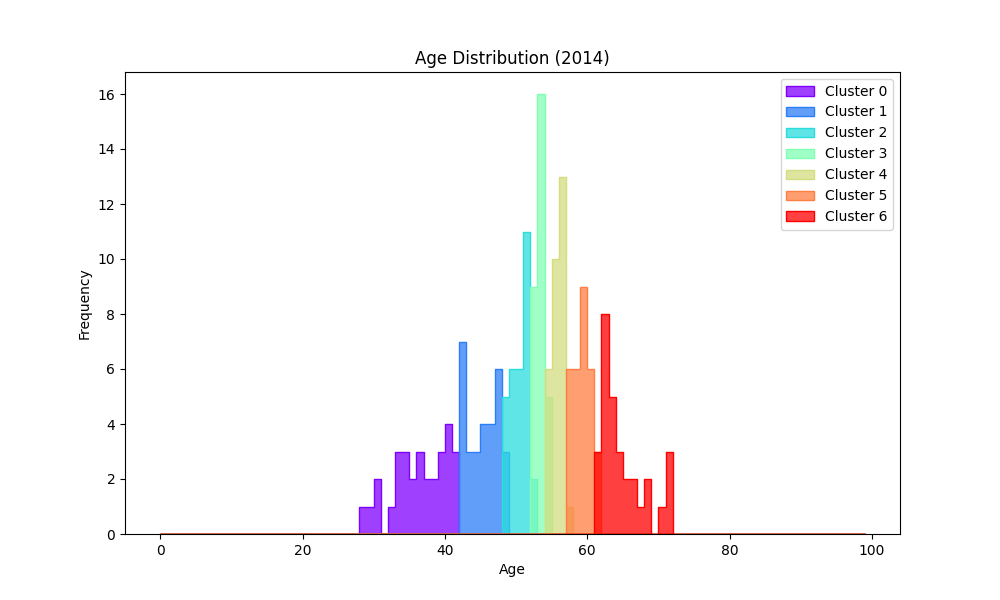 Age Distribution (2014)
Cluster 0
Cluster 1
Cluster 2
Cluster 3
Cluster 4
Cluster 5
Cluster 6
16
14
12
10
8
6
4
2
0
Frequency
0 20 40 60 80 100
Age